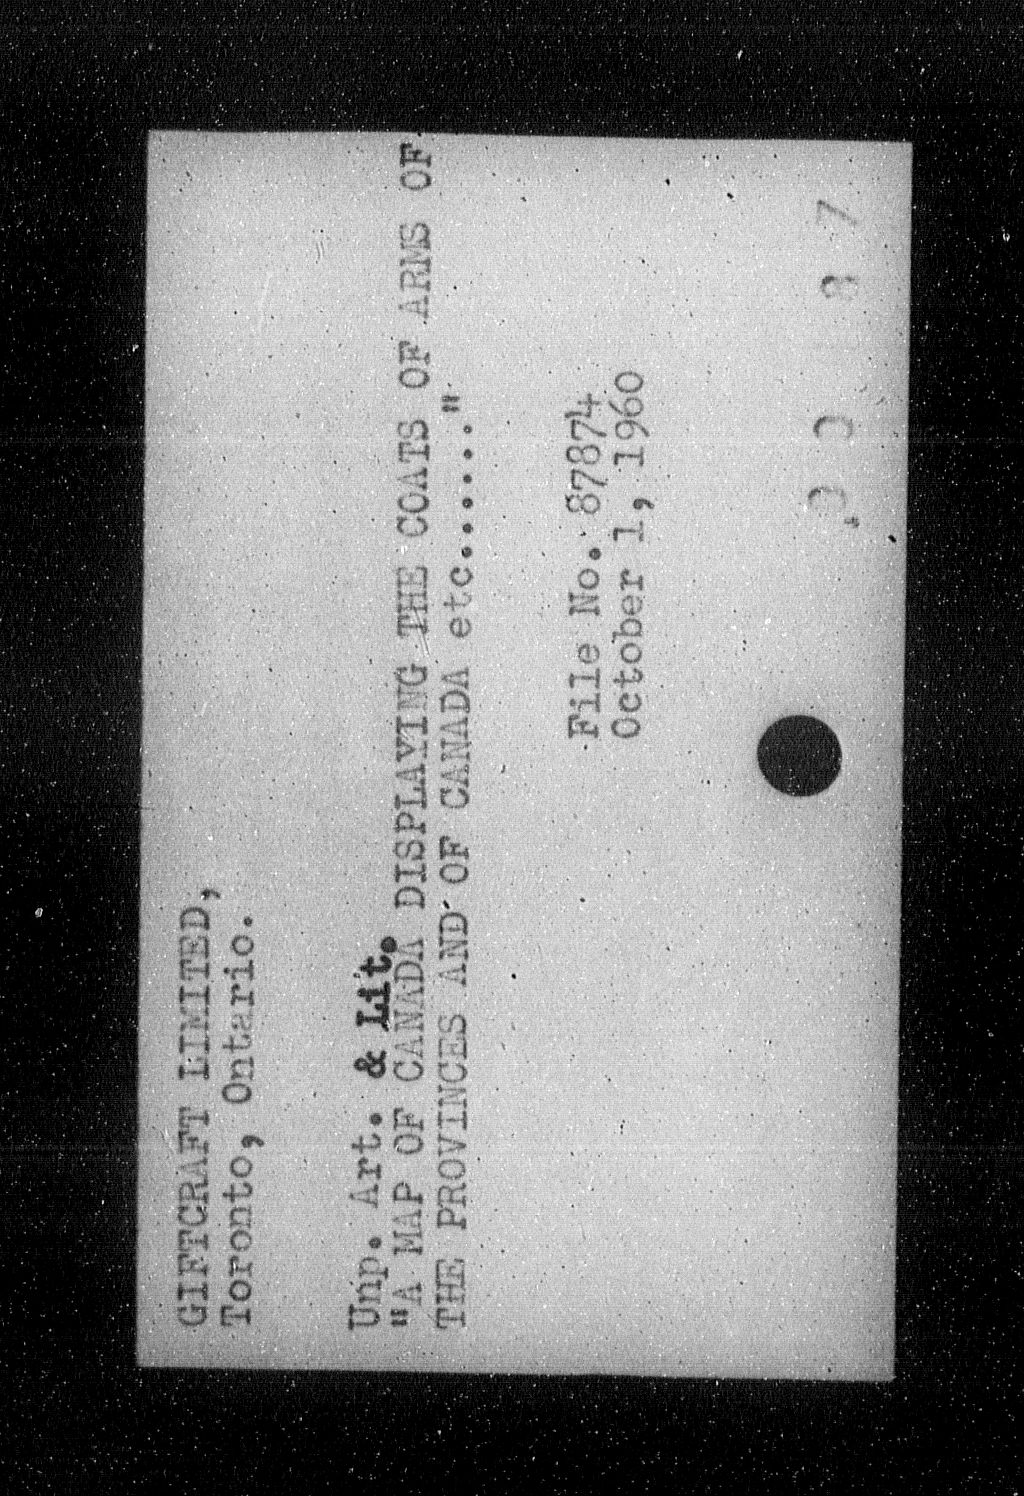 GIFTCRAFT LIMITED,
Toronto, Ontario.
Unp. Art. & Lit.
"A MAP OF CANADA DISPLAYING THE COATS OF ARMS OF
THE PROVINCES AND OF CANADA etc......."
File No. 87874
October 1, 1960